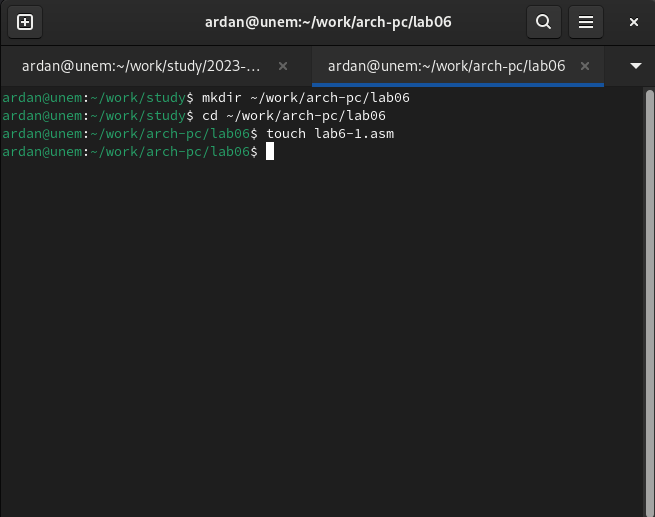 ardan@unem:~/work/arch-pc/lab06
ardan@unem:~/work/study/2023-...
ardan@unem:~/work/arch-pc/lab06
ardan@unem:~/work/study$ mkdir ~/work/arch-pc/lab06
ardan@unem:~/work/study$ cd ~/work/arch-pc/lab06
ardan@unem:~/work/arch-pc/lab06$ touch lab6-1.asm
ardan@unem:~/work/arch-pc/lab06$